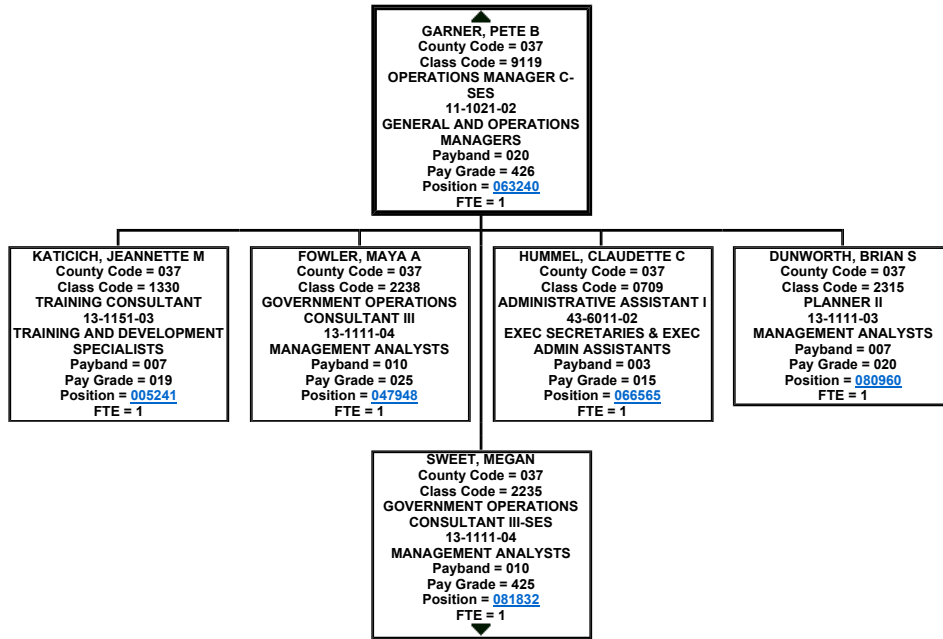 GARNER, PETE B
County Code = 037
Class Code = 9119
OPERATIONS MANAGER C-
SES
11-1021-02
GENERAL AND OPERATIONS
MANAGERS
Payband = 020
Pay Grade = 426
Position = 063240
FTE = 1
KATICICH, JEANNETTE M
County Code = 037
Class Code = 1330
TRAINING CONSULTANT
13-1151-03
TRAINING AND DEVELOPMENT
SPECIALISTS
Payband = 007
Pay Grade = 019
Position = 005241
FTE = 1
FOWLER, MAYA A
County Code = 037
Class Code = 2238
GOVERNMENT OPERATIONS
CONSULTANT III
13-1111-04
MANAGEMENT ANALYSTS
Payband = 010
Pay Grade = 025
Position = 047948
FTE = 1
HUMMEL, CLAUDETTE C
County Code = 037
Class Code = 0709
ADMINISTRATIVE ASSISTANT I
43-6011-02
EXEC SECRETARIES & EXEC
ADMIN ASSISTANTS
Payband = 003
Pay Grade = 015
Position = 066565
FTE = 1
DUNWORTH, BRIAN S
County Code = 037
Class Code = 2315
PLANNER II
13-1111-03
MANAGEMENT ANALYSTS
Payband = 007
Pay Grade = 020
Position = 080960
FTE = 1
SWEET, MEGAN
County Code = 037
Class Code = 2235
GOVERNMENT OPERATIONS
CONSULTANT III-SES
13-1111-04
MANAGEMENT ANALYSTS
Payband = 010
Pay Grade = 425
Position = 081832
FTE = 1